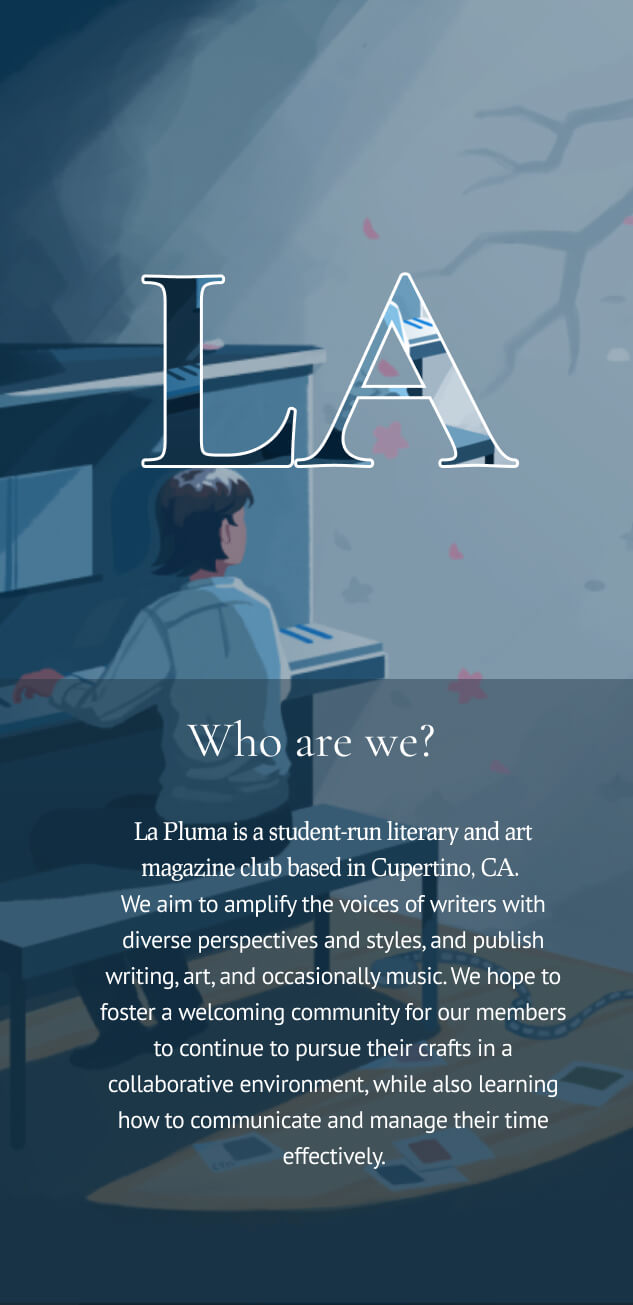 LA
Who are we?
La Pluma is a student-run literary and art
magazine club based in Cupertino, CA.
We aim to amplify the voices of writers with
diverse perspectives and styles, and publish
writing, art, and occasionally music. We hope to
foster a welcoming community for our members
to continue to pursue their crafts in a
collaborative environment, while also learning
how to communicate and manage their time
effectively.